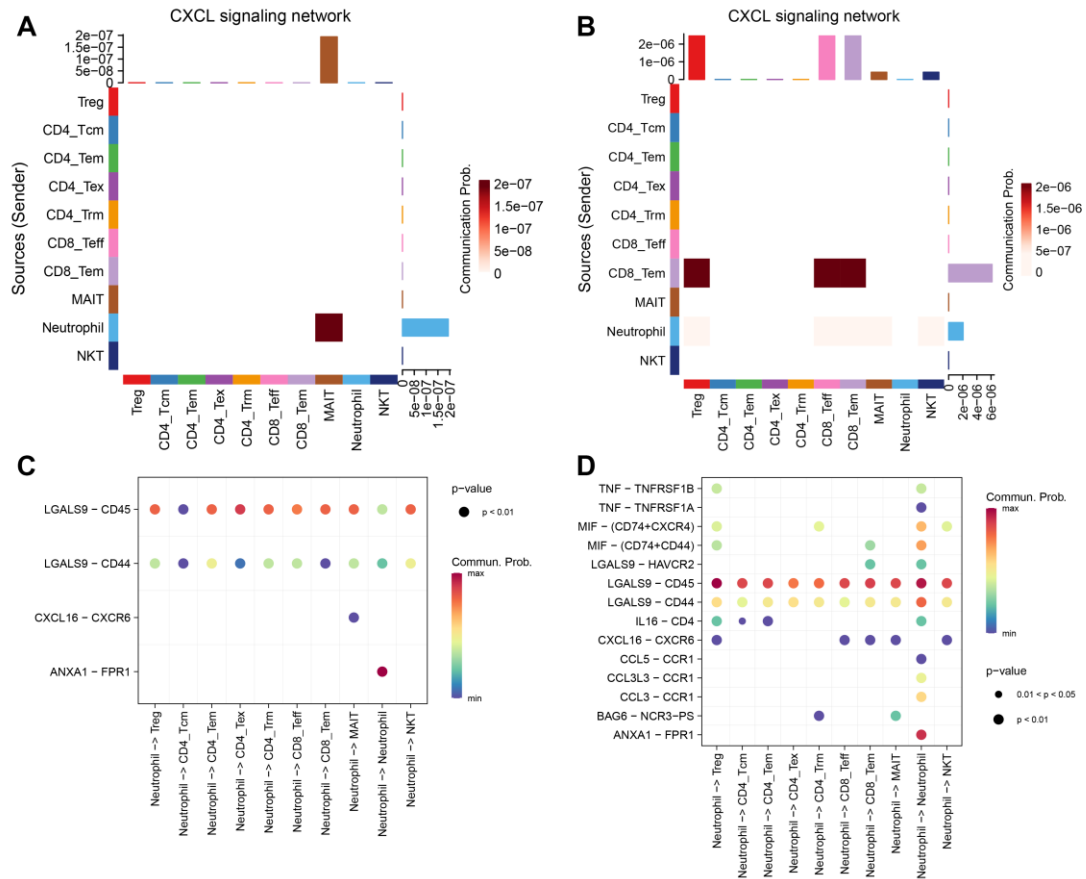 A
CXCL signaling network
2e−07
1.5e−07
1e−07
5e−08
0
Sources (Sender)
Treg
CD4_Tcm
CD4_Tem
CD4_Tex
CD4_Trm
CD8_Teff
CD8_Tem
MAIT
Neutrophil
NKT
Treg
CD4_Tcm
CD4_Tem
CD4_Tex
CD4_Trm
CD8_Teff
CD8_Tem
MAIT
Neutrophil
NKT
0
5e−08
1e−07
1.5e−07
2e−07
Communication Prob.
2e−07
1.5e−07
1e−07
5e−08
0
B
CXCL signaling network
2e−06
1e−06
0
Sources (Sender)
Treg
CD4_Tcm
CD4_Tem
CD4_Tex
CD4_Trm
CD8_Teff
CD8_Tem
MAIT
Neutrophil
NKT
Treg
CD4_Tcm
CD4_Tem
CD4_Tex
CD4_Trm
CD8_Teff
CD8_Tem
MAIT
Neutrophil
NKT
0
2e−06
4e−06
6e−06
Communication Prob.
2e−06
1.5e−06
1e−06
5e−07
0
C
LGALS9 − CD45
LGALS9 − CD44
CXCL16 − CXCR6
ANXA1 − FPR1
Neutrophil −> Treg
Neutrophil −> CD4_Tcm
Neutrophil −> CD4_Tem
Neutrophil −> CD4_Tex
Neutrophil −> CD4_Trm
Neutrophil −> CD8_Teff
Neutrophil −> CD8_Tem
Neutrophil −> MAIT
Neutrophil −> Neutrophil
Neutrophil −> NKT
p−value
p < 0.01
Commun. Prob.
max
min
D
TNF − TNFRSF1B
TNF − TNFRSF1A
MIF − (CD74+CXCR4)
MIF − (CD74+CD44)
LGALS9 − HAVCR2
LGALS9 − CD45
LGALS9 − CD44
IL16 − CD4
CXCL16 − CXCR6
CCL5 − CCR1
CCL3L3 − CCR1
CCL3 − CCR1
BAG6 − NCR3−PS
ANXA1 − FPR1
Neutrophil −> Treg
Neutrophil −> CD4_Tcm
Neutrophil −> CD4_Tem
Neutrophil −> CD4_Tex
Neutrophil −> CD4_Trm
Neutrophil −> CD8_Teff
Neutrophil −> CD8_Tem
Neutrophil −> MAIT
Neutrophil −> Neutrophil
Neutrophil −> NKT
Commun. Prob.
max
min
p−value
0.01 < p < 0.05
p < 0.01